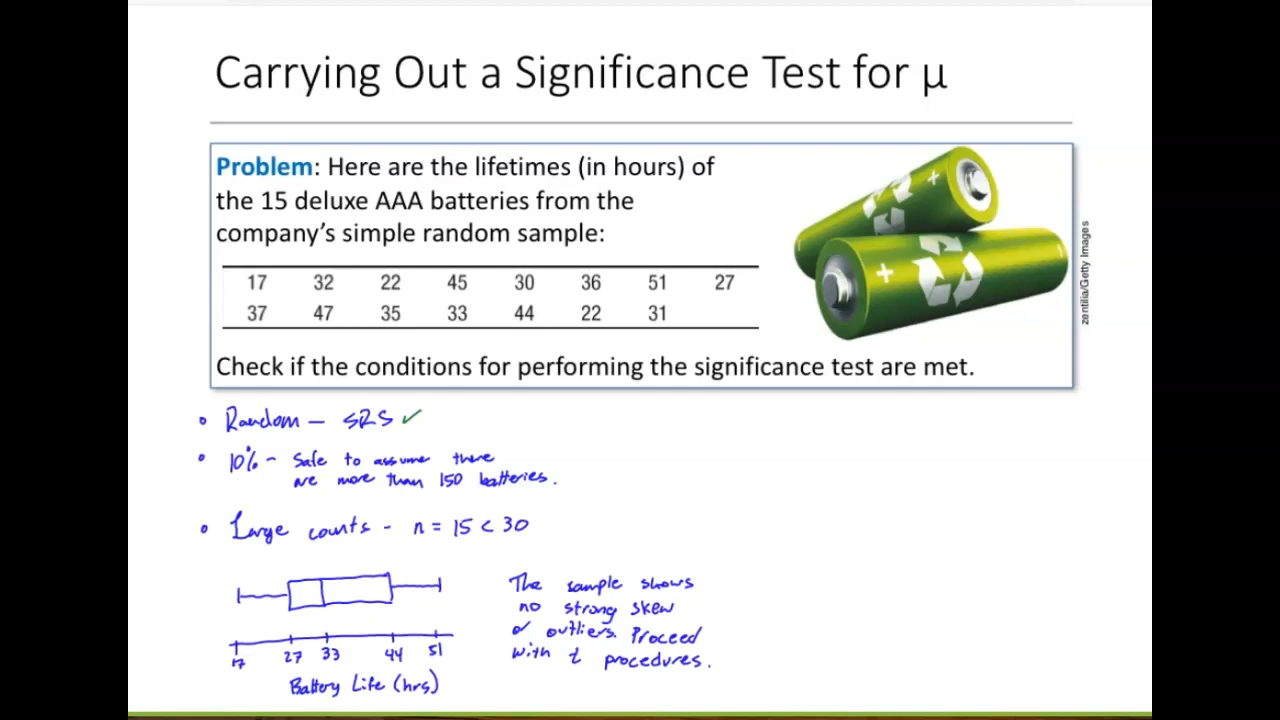 Carrying Out a Significance Test for μ
Problem: Here are the lifetimes (in hours) of
the 15 deluxe AAA batteries from the
company's simple random sample:
17 32 22 45 30 36 51 27
37 47 35 33 44 22 31
Check if the conditions for performing the significance test are met.
zentilia/Getty Images
• Random – SRS ✓
• 10% – Safe to assume there
are more than 150 batteries.
• Large counts - n = 15 < 30
17 27 33 44 51
Battery Life (hrs)
The sample shows
no strong skew
or outliers. Proceed
with t procedures.